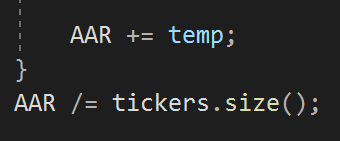 AAR += temp;
}
AAR /= tickers.size();